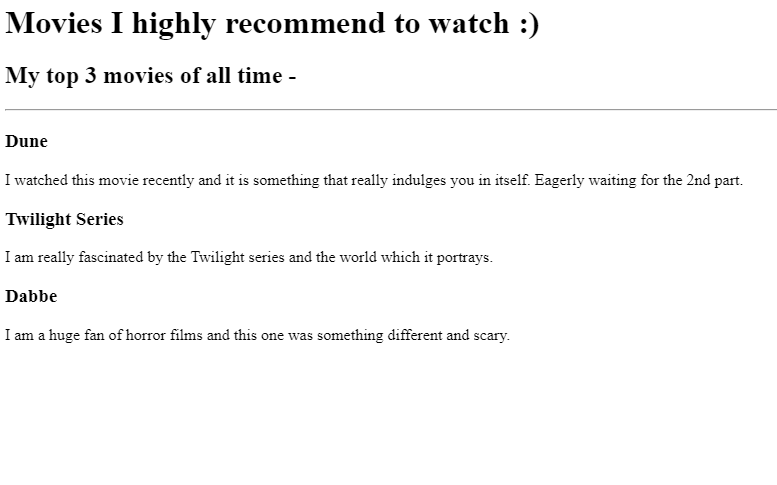 Movies I highly recommend to watch :)
My top 3 movies of all time -
Dune
I watched this movie recently and it is something that really indulges you in itself. Eagerly waiting for the 2nd part.
Twilight Series
I am really fascinated by the Twilight series and the world which it portrays.
Dabbe
I am a huge fan of horror films and this one was something different and scary.